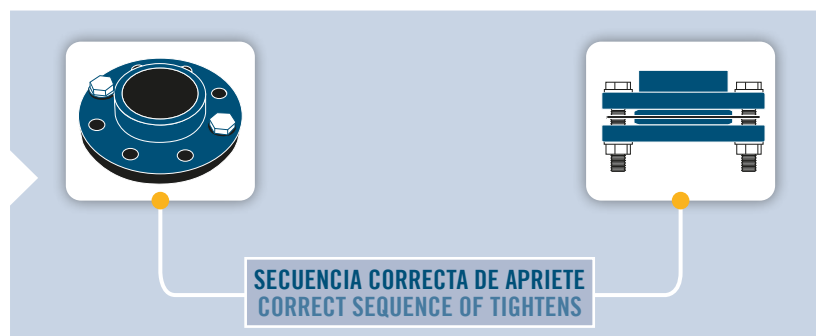 SECUENCIA CORRECTA DE APRIETE
CORRECT SEQUENCE OF TIGHTENS